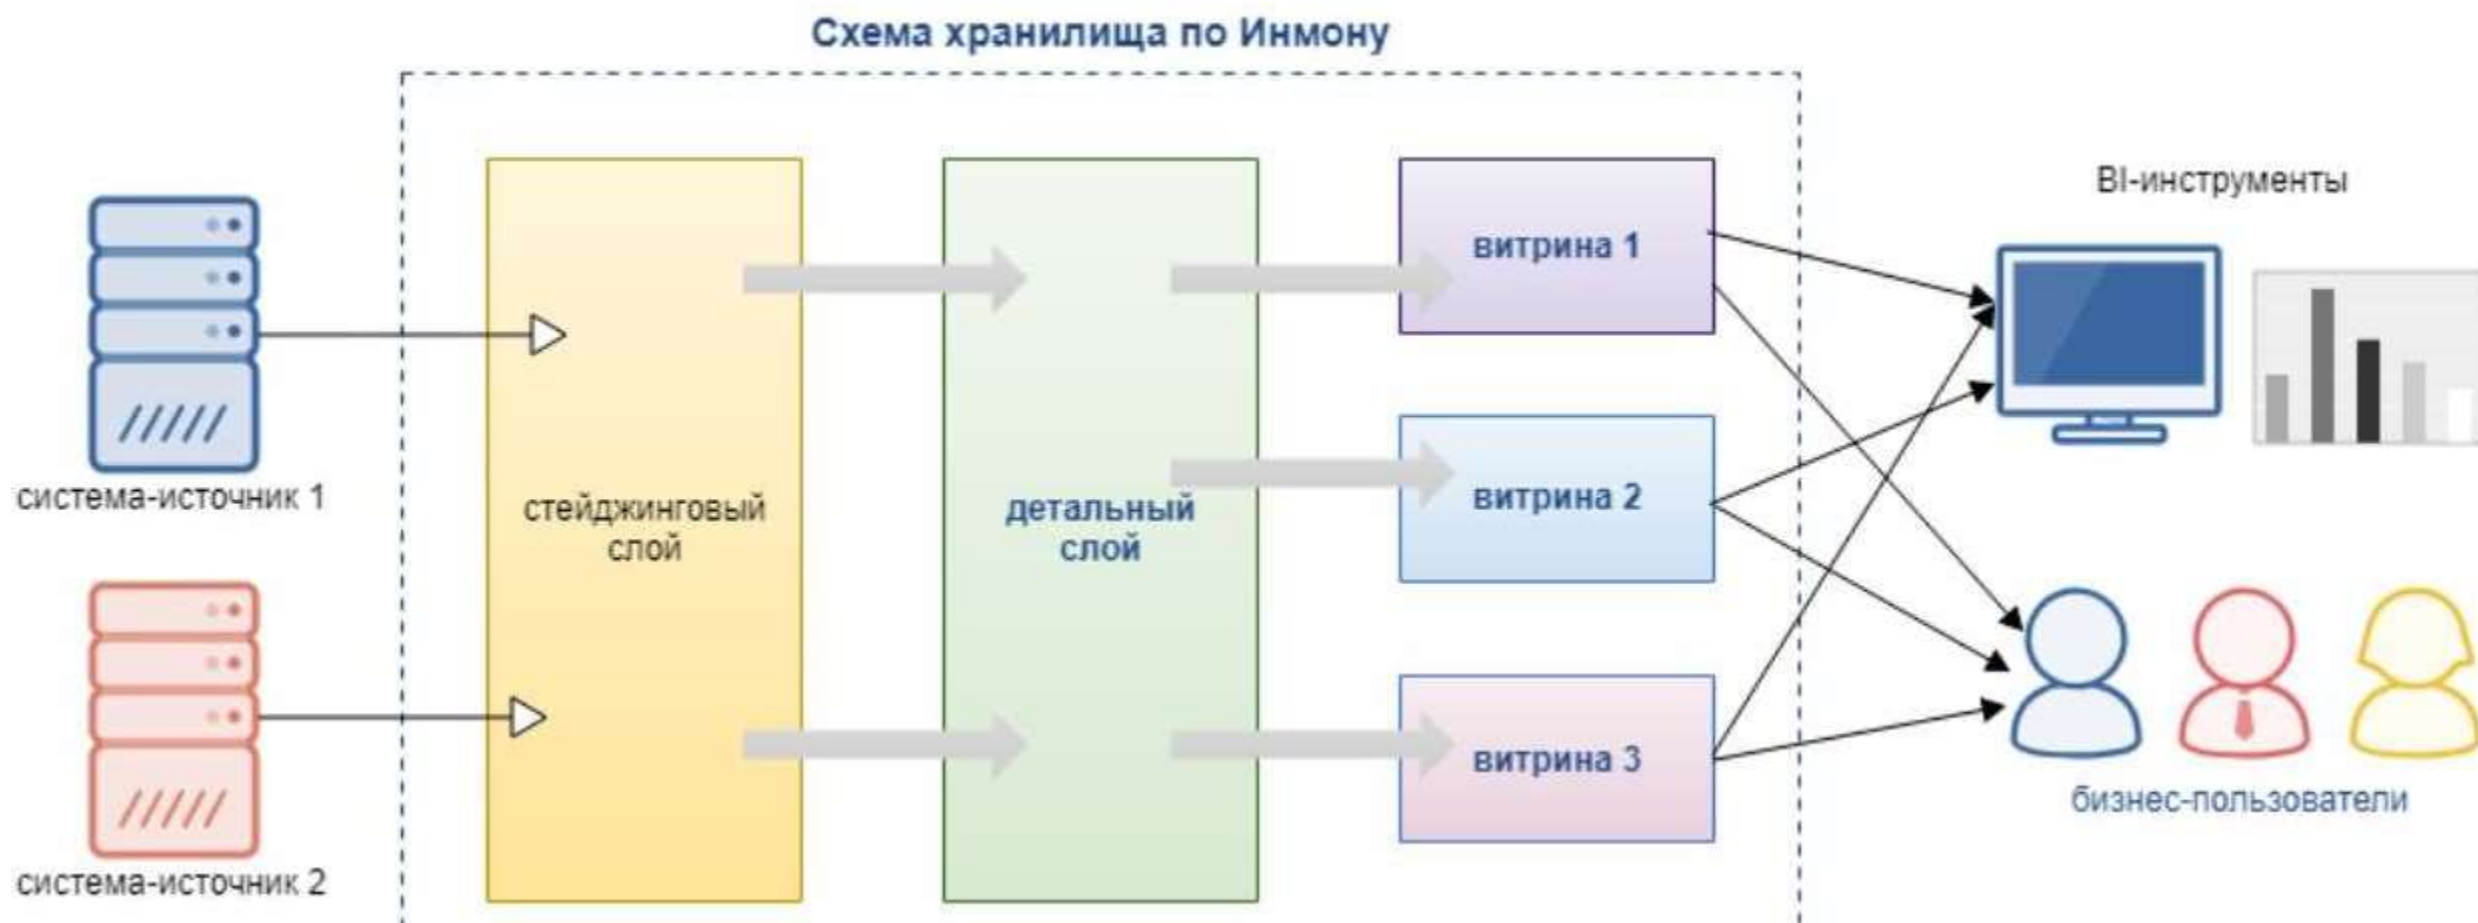 Схема хранилища по Инмону
BI-инструменты
витрина 1
система-источник 1
стейджинговый
слой
детальный
слой
витрина 2
витрина 3
бизнес-пользователи
система-источник 2